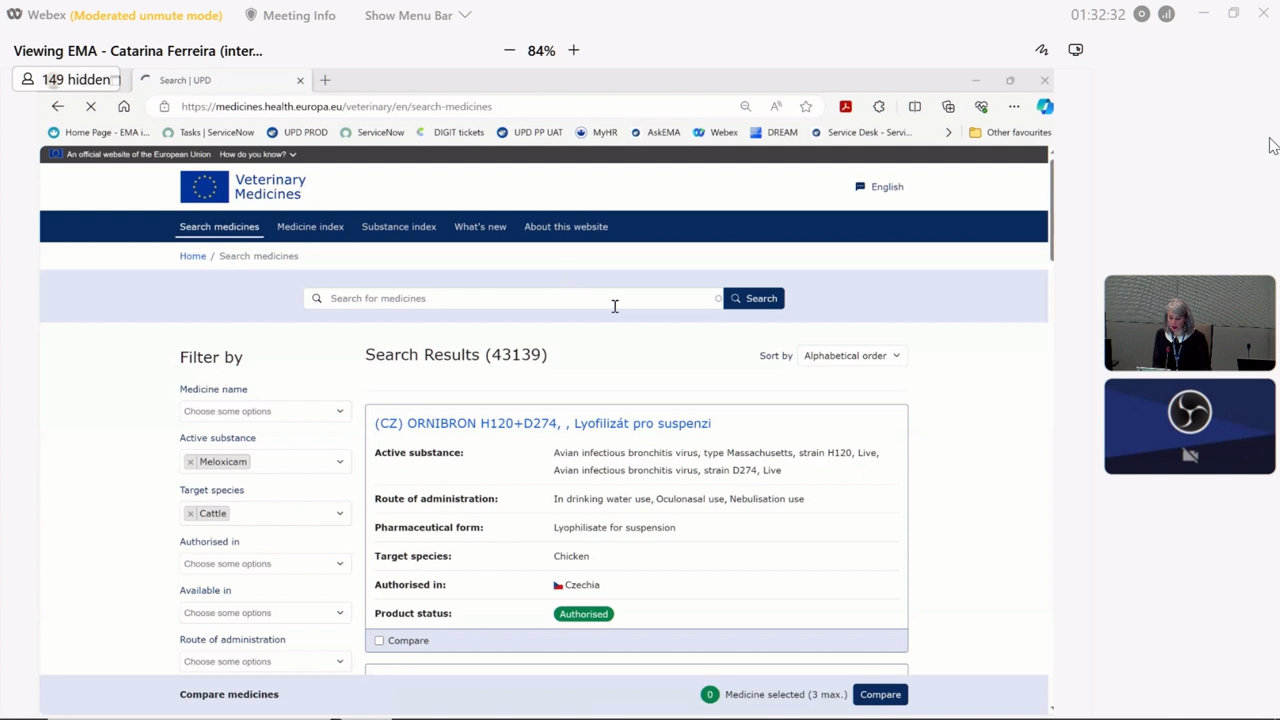 Webex (Moderated unmute mode) Meeting Info Show Menu Bar 01:32:32
Viewing EMA - Catarina Ferreira (inter... 84%
149 hidden Search | UPD
https://medicines.health.europa.eu/veterinary/en/search-medicines
Home Page - EMA i... Tasks | ServiceNow UPD PROD ServiceNow DIGIT tickets UPD PP UAT MyHR AskEMA Webex DREAM Service Desk - Servi... Other favourites
An official website of the European Union How do you know?
Veterinary
Medicines
English
Search medicines Medicine index Substance index What's new About this website
Home / Search medicines
Search for medicines Search
Filter by
Search Results (43139)
Sort by Alphabetical order
Medicine name
Choose some options
Active substance
Meloxicam
Target species
Cattle
Authorised in
Choose some options
Available in
Choose some options
Route of administration
Choose some options
(CZ) ORNIBRON H120+D274, , Lyofilizát pro suspenzi
Active substance: Avian infectious bronchitis virus, type Massachusetts, strain H120, Live,
Avian infectious bronchitis virus, strain D274, Live
Route of administration: In drinking water use, Oculonasal use, Nebulisation use
Pharmaceutical form: Lyophilisate for suspension
Target species: Chicken
Authorised in: Czechia
Product status: Authorised
Compare
Compare medicines 0 Medicine selected (3 max.) Compare